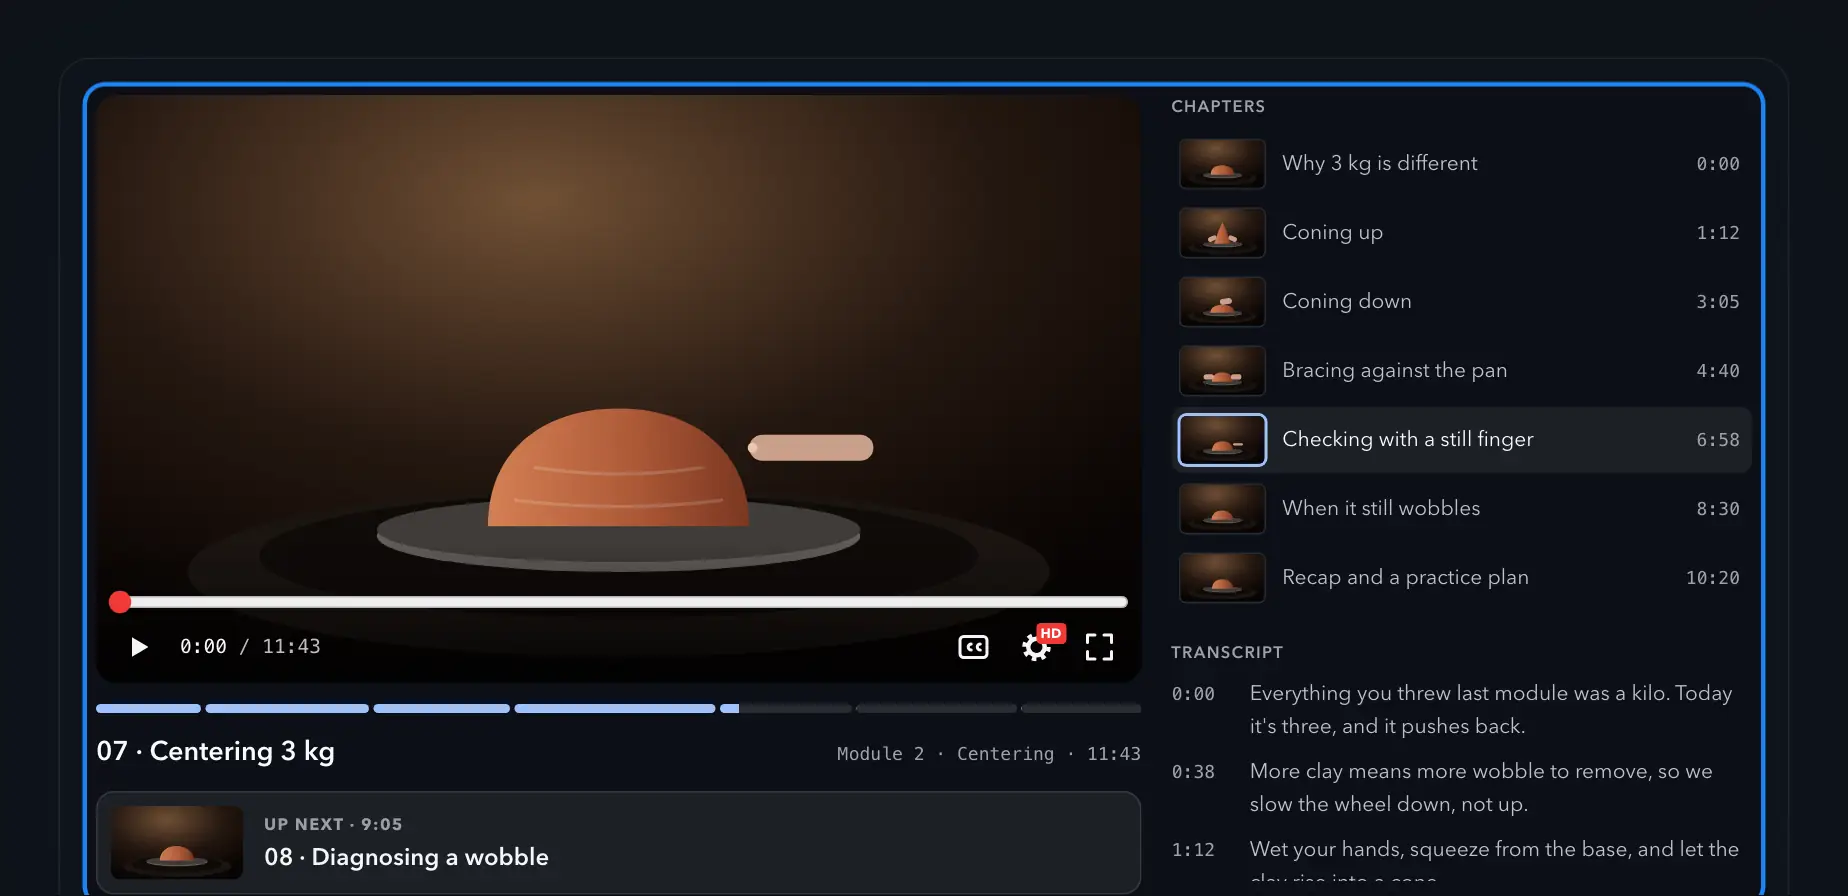 CHAPTERS
Why 3 kg is different 0:00
Coning up 1:12
Coning down 3:05
Bracing against the pan 4:40
Checking with a still finger 6:58
When it still wobbles 8:30
Recap and a practice plan 10:20
0:00 / 11:43
CC
HD
07 · Centering 3 kg
Module 2 · Centering · 11:43
UP NEXT · 9:05
08 · Diagnosing a wobble
TRANSCRIPT
0:00 Everything you threw last module was a kilo. Today
it's three, and it pushes back.
0:38 More clay means more wobble to remove, so we
slow the wheel down, not up.
1:12 Wet your hands, squeeze from the base, and let the
clay rise into a cone.